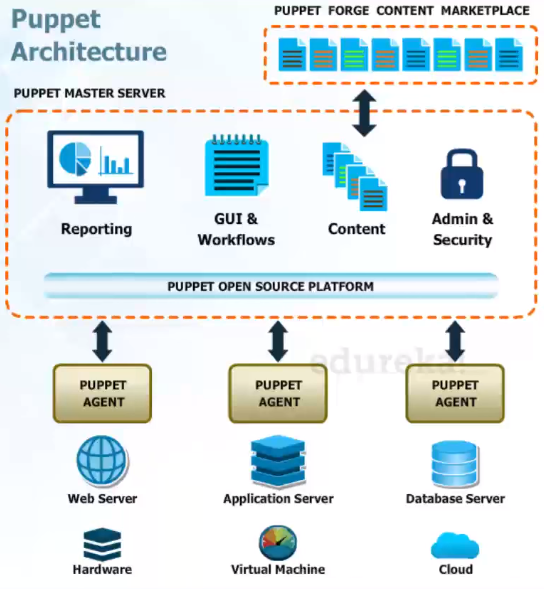 Puppet
Architecture
PUPPET FORGE CONTENT MARKETPLACE
PUPPET MASTER SERVER
Reporting
GUI &
Workflows
Content
Admin &
Security
PUPPET OPEN SOURCE PLATFORM
edureka!
PUPPET
AGENT
PUPPET
AGENT
PUPPET
AGENT
Web Server
Application Server
Database Server
Hardware
Virtual Machine
Cloud